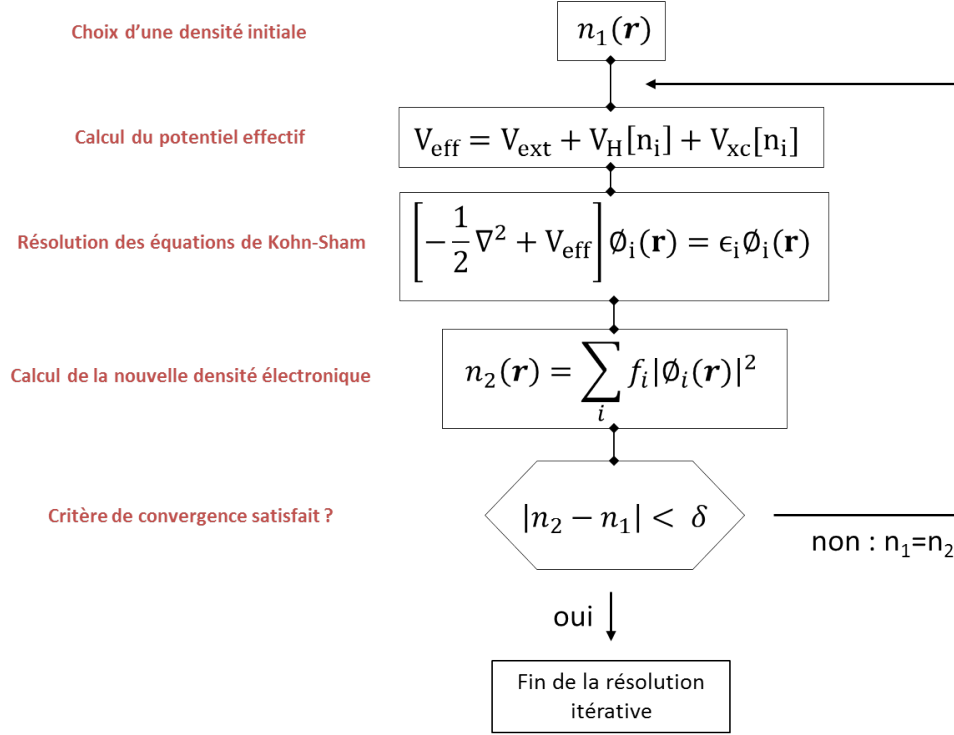 Choix d’une densité initiale
n₁(r)
Calcul du potentiel effectif
V_eff = V_ext + V_H[n_i] + V_xc[n_i]
Résolution des équations de Kohn-Sham
[−1/2 ∇² + V_eff] ∅_i(r) = ϵ_i∅_i(r)
Calcul de la nouvelle densité électronique
n₂(r) = ∑_i f_i|∅_i(r)|²
Critère de convergence satisfait ?
|n₂ − n₁| < δ
non : n₁=n₂
oui
Fin de la résolution
itérative